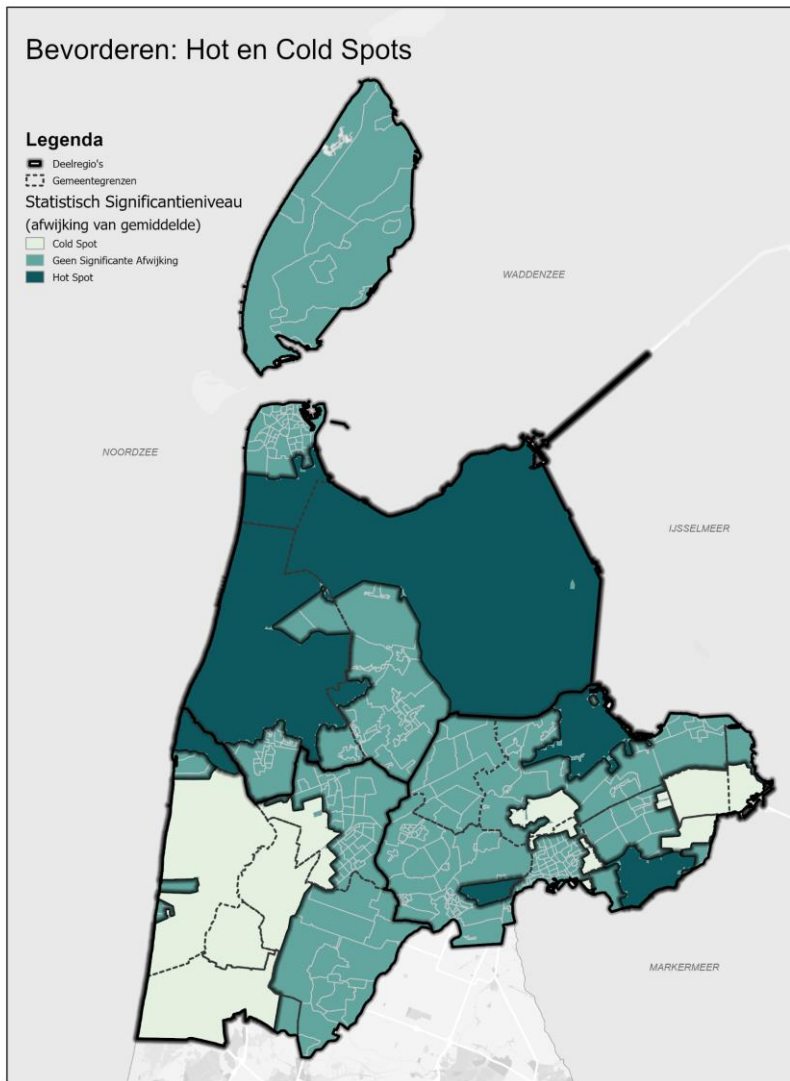 Bevorderen: Hot en Cold Spots
Legenda
Deelregio's
Gemeentegrenzen
Statistisch Significantieniveau
(afwijking van gemiddelde)
Cold Spot
Geen Significante Afwijking
Hot Spot
WADDENZEE
NOORDZEE
IJSSELMEER
MARKERMEER